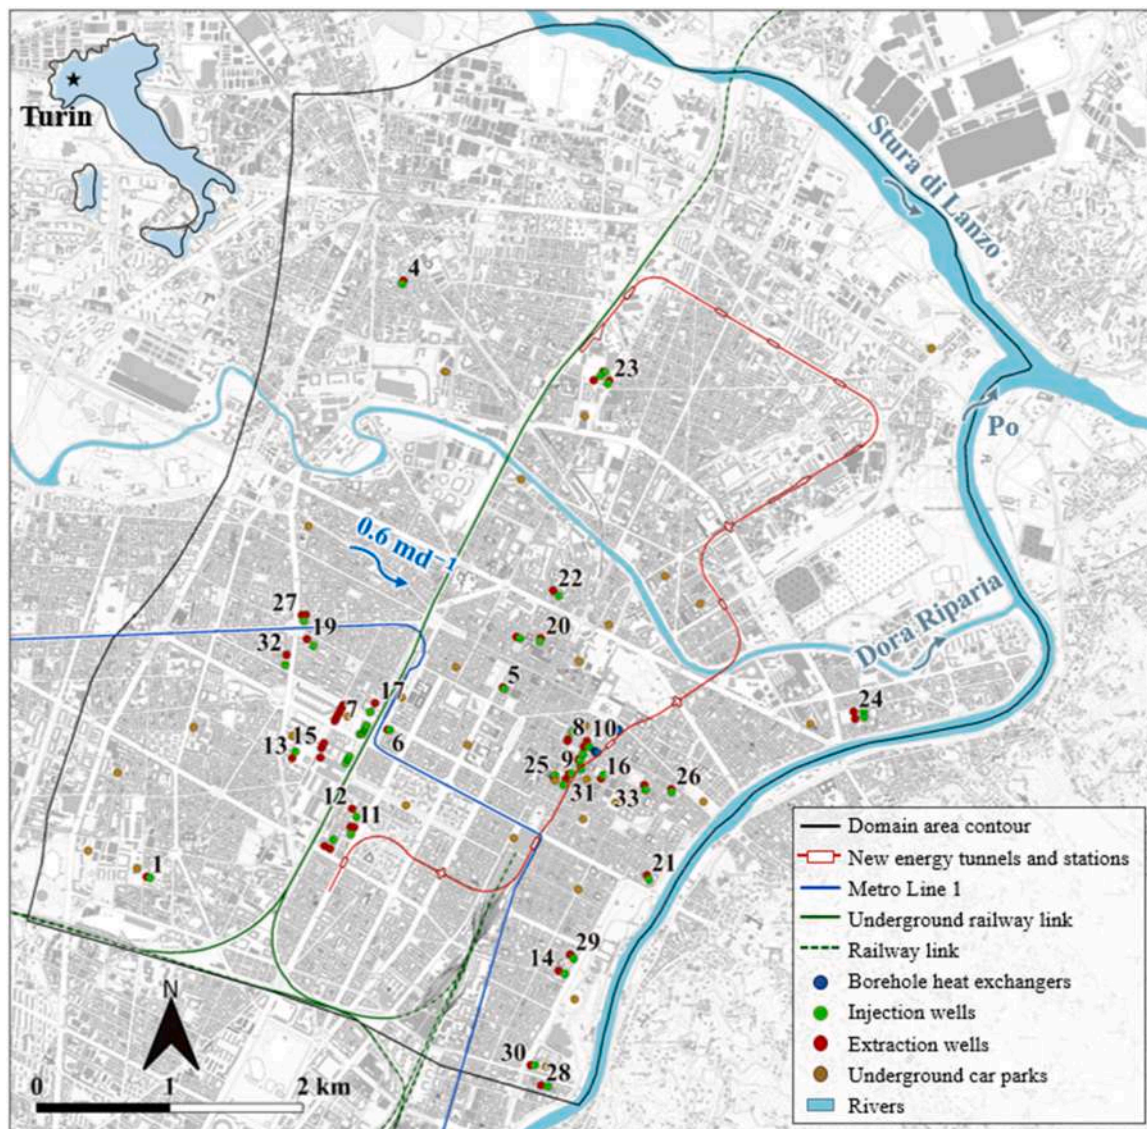 Turin
Stura di Lanzo
4
23
Po
0.6 md⁻¹
22
27
19
20
32
Dora Riparia
5
17
7
24
8
10
15
13
6
9
25
16
26
31
33
12
11
1
21
29
14
30
28
N
0
1
2 km
Domain area contour
New energy tunnels and stations
Metro Line 1
Underground railway link
Railway link
Borehole heat exchangers
Injection wells
Extraction wells
Underground car parks
Rivers